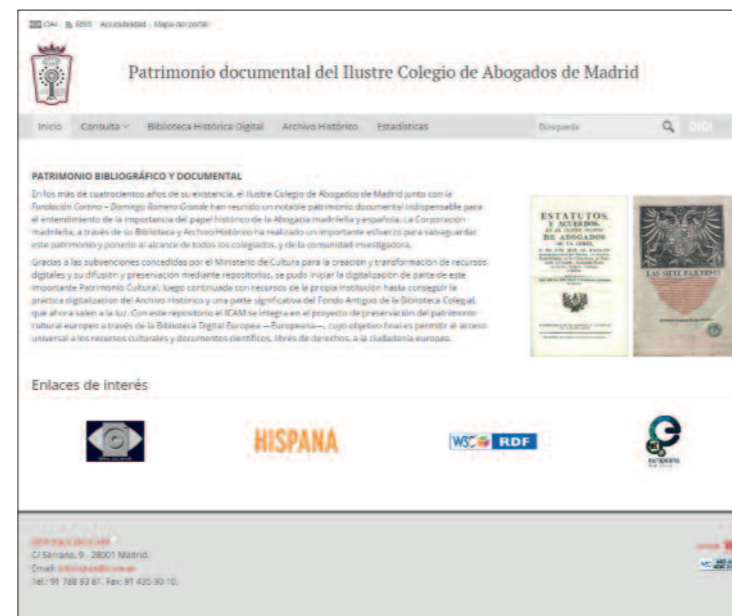 OAI | RSS | Accesibilidad | Mapa del portal
Patrimonio documental del Ilustre Colegio de Abogados de Madrid
Inicio Consulta Biblioteca Histórica Digital Archivo Histórico Estadísticas Búsqueda DIGI
PATRIMONIO BIBLIOGRÁFICO Y DOCUMENTAL
En los más de cuatrocientos años de su existencia, el Ilustre Colegio de Abogados de Madrid junto con la
Fundación Cortina – Domingo Romero Grande han reunido un notable patrimonio documental indispensable para
el entendimiento de la importancia del papel histórico de la Abogacía madrileña y española. La Corporación
madrileña, a través de su Biblioteca y Archivo Histórico ha realizado un importante esfuerzo para salvaguardar
este patrimonio y ponerlo al alcance de todos los colegiados, y de la comunidad investigadora.
Gracias a las subvenciones concedidas por el Ministerio de Cultura para la creación y transformación de recursos
digitales y su difusión y preservación mediante repositorios, se pudo iniciar la digitalización de parte de este
importante Patrimonio Cultural, luego continuada con recursos de la propia institución hasta conseguir la
práctica digitalización del Archivo Histórico y una parte significativa del Fondo Antiguo de la Biblioteca Colegial,
que ahora salen a la luz. Con este repositorio el ICAM se integra en el proyecto de preservación del patrimonio
cultural europeo a través de la Biblioteca Digital Europea —Europeana—, cuyo objetivo final es permitir el acceso
universal a los recursos culturales y documentos científicos, libres de derechos, a la ciudadanía europea.
ESTATUTOS,
Y ACUERDOS,
DE ABOGADOS
DE LA CORTE,
LAS SIETE PARTIDAS
Enlaces de interés
HISPANA
W3C RDF
europeana
C/ Serrano, 9 - 28001 Madrid.
Email:
Tel.: 91 788 93 81. Fax: 91 435 90 10.